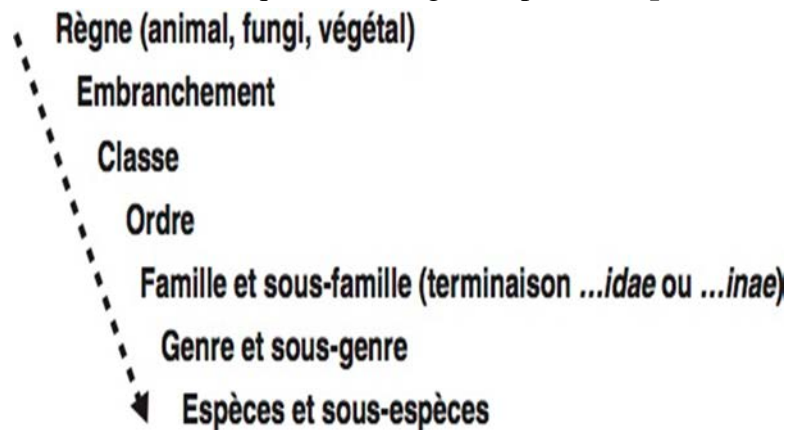 Règne (animal, fungi, végétal)
Embranchement
Classe
Ordre
Famille et sous-famille (terminaison ...idae ou ...inae)
Genre et sous-genre
Espèces et sous-espèces